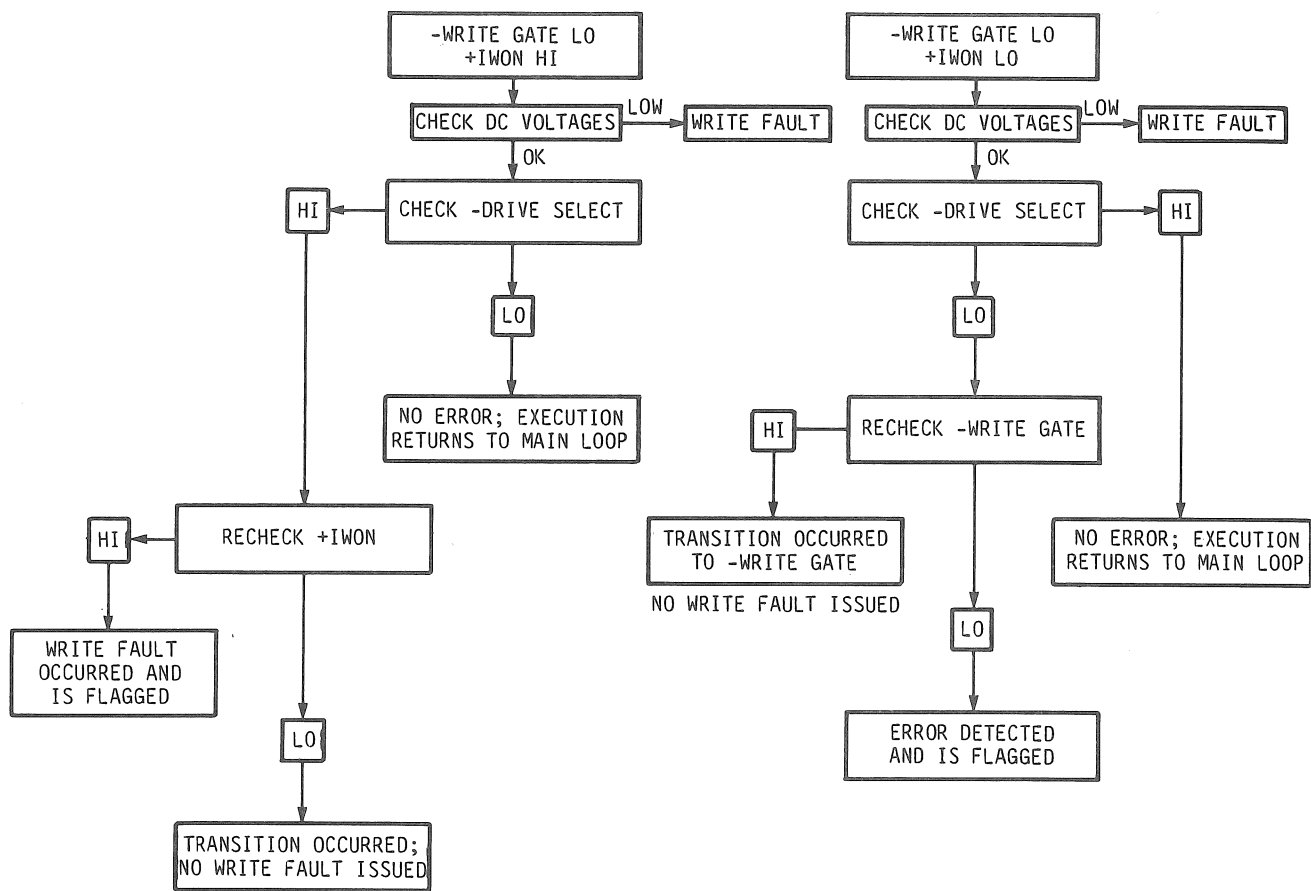 -WRITE GATE LO
+IWON HI
CHECK DC VOLTAGES
LOW
WRITE FAULT
OK
HI
CHECK -DRIVE SELECT
LO
NO ERROR; EXECUTION
RETURNS TO MAIN LOOP
HI
RECHECK +IWON
WRITE FAULT
OCCURRED AND
IS FLAGGED
LO
TRANSITION OCCURRED;
NO WRITE FAULT ISSUED
-WRITE GATE LO
+IWON LO
CHECK DC VOLTAGES
LOW
WRITE FAULT
OK
CHECK -DRIVE SELECT
HI
LO
HI
RECHECK -WRITE GATE
TRANSITION OCCURRED
TO -WRITE GATE
NO WRITE FAULT ISSUED
NO ERROR; EXECUTION
RETURNS TO MAIN LOOP
LO
ERROR DETECTED
AND IS FLAGGED